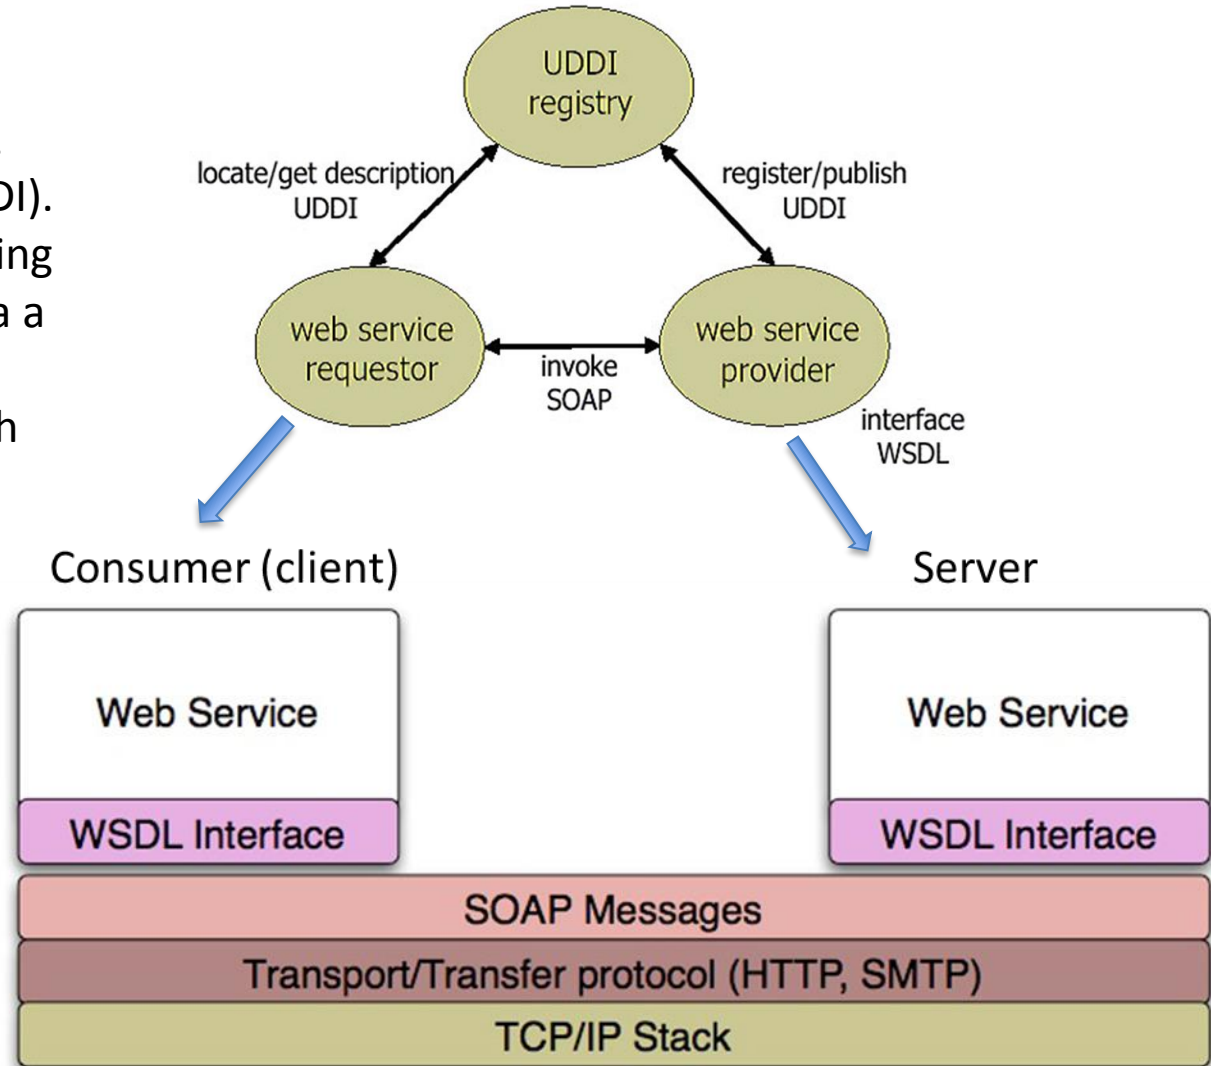 UDDI
registry
locate/get description
UDDI
register/publish
UDDI
DI).
ing
a a
h
web service
requestor
invoke
SOAP
web service
provider
interface
WSDL
Consumer (client)
Server
Web Service
Web Service
WSDL Interface
WSDL Interface
SOAP Messages
Transport/Transfer protocol (HTTP, SMTP)
TCP/IP Stack